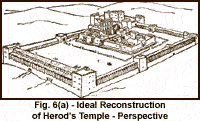 Fig. 6(a) - Ideal Reconstruction
of Herod's Temple - Perspective